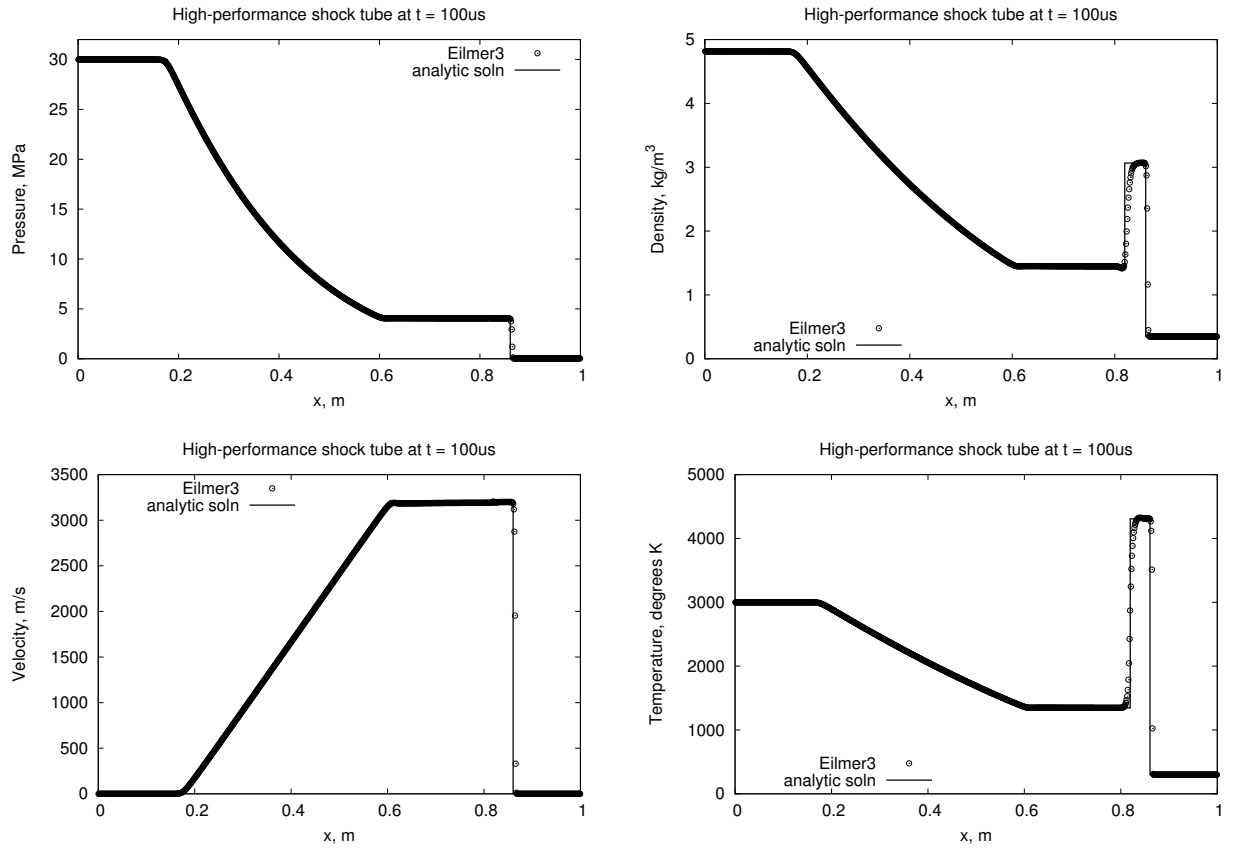 High-performance shock tube at t = 100us
30
25
20
15
10
5
0
0 0.2 0.4 0.6 0.8 1
Pressure, MPa
x, m
Eilmer3
analytic soln
High-performance shock tube at t = 100us
5
4
3
2
1
0
0 0.2 0.4 0.6 0.8 1
Density, kg/m³
x, m
Eilmer3
analytic soln
High-performance shock tube at t = 100us
3500
3000
2500
2000
1500
1000
500
0
0 0.2 0.4 0.6 0.8 1
Velocity, m/s
x, m
Eilmer3
analytic soln
High-performance shock tube at t = 100us
5000
4000
3000
2000
1000
0
0 0.2 0.4 0.6 0.8 1
Temperature, degrees K
x, m
Eilmer3
analytic soln